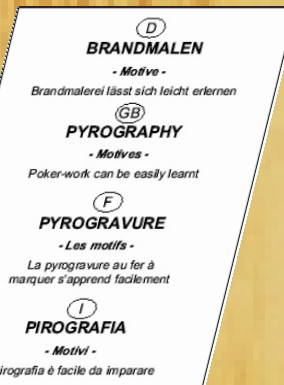 D
BRANDMALEN
- Motive -
Brandmalerei lässt sich leicht erlernen
GB
PYROGRAPHY
- Motives -
Poker-work can be easily learnt
F
PYROGRAVURE
- Les motifs -
La pyrogravure au fer à
marquer s'apprend facilement
I
PIROGRAFIA
- Motivi -
è facile da imparare